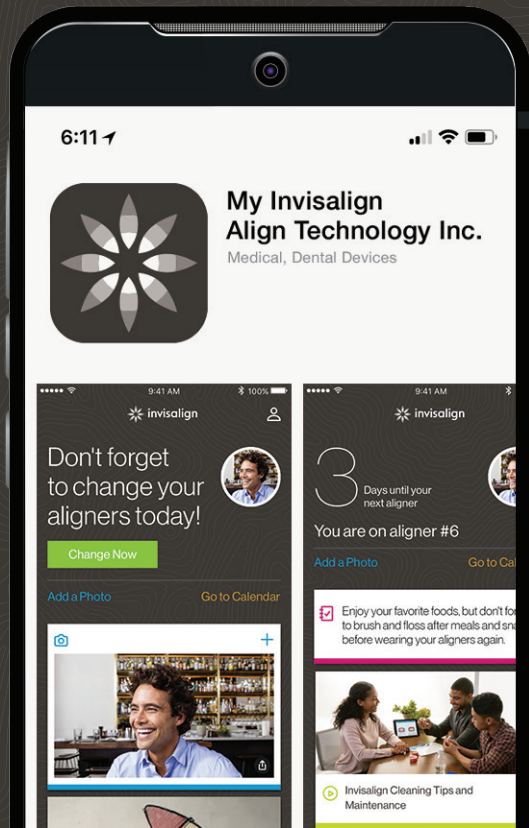 6:11
My Invisalign
Align Technology Inc.
Medical, Dental Devices
9:41 AM
100%
invisalign
Don't forget
to change your
aligners today!
Change Now
Add a Photo
Go to Calendar
9:41 AM
invisalign
3
Days until your
next aligner
You are on aligner #6
Add a Photo
Go to Cal
Enjoy your favorite foods, but don't for
to brush and floss after meals and sna
before wearing your aligners again.
Invisalign Cleaning Tips and
Maintenance